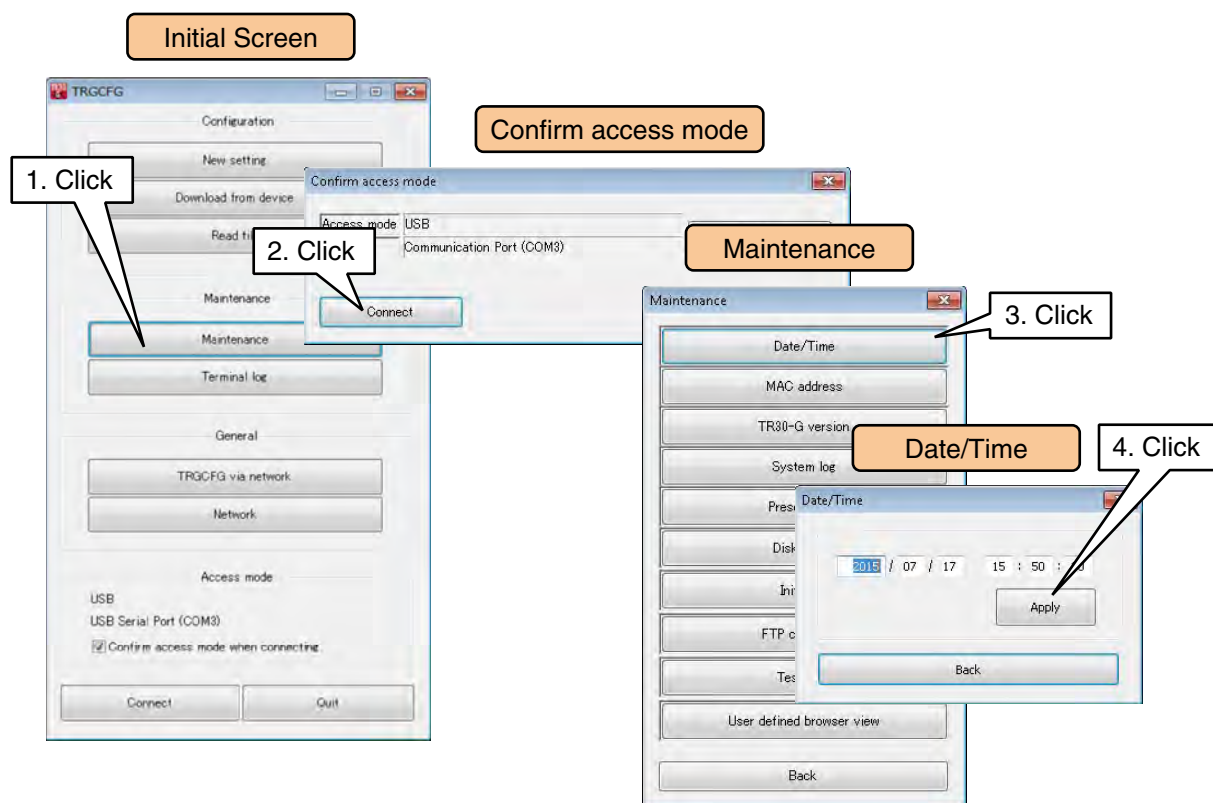 Initial Screen
TRGCFG
Configuration
New setting
1. Click
Download from device
Read
Maintenance
Maintenance
Terminal log
General
TRGCFG via network
Network
Access mode
USB
USB Serial Port (COM3)
Confirm access mode when connecting
Connect
Quit
Confirm access mode
Confirm access mode
Access mode
USB
Communication Port (COM3)
2. Click
Connect
Maintenance
Maintenance
3. Click
Date/Time
MAC address
TR30-G version
System log
Disk
FTP
User defined browser view
Back
Date/Time
4. Click
Date/Time
2015 / 07 / 17 15 : 50 :
Apply
Back